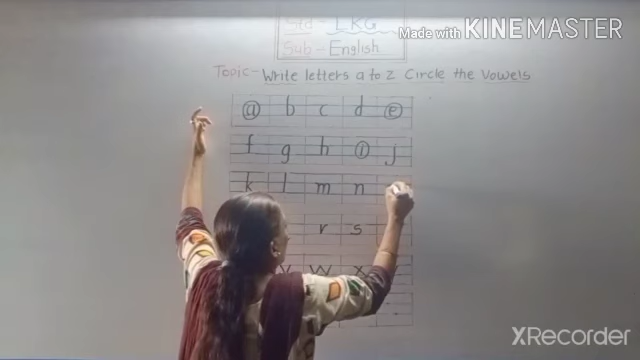 Std - LKG
Made with KINEMASTER
Sub - English
Topic - Write letters a to z Circle the Vowels
a b c d e
f g h i j
k l m n
r s
v w x
XRecorder